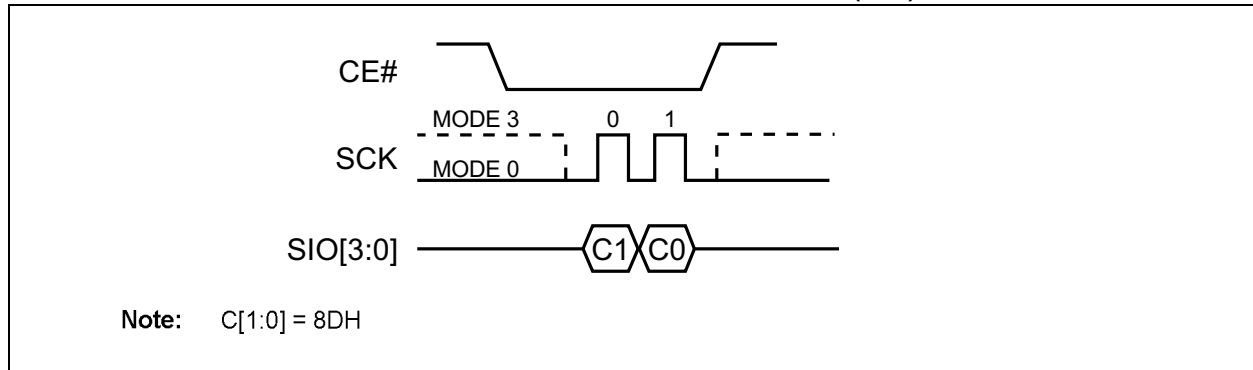 CE#
MODE 3 0 1
SCK
MODE 0
SIO[3:0] C1 C0
Note: C[1:0] = 8DH